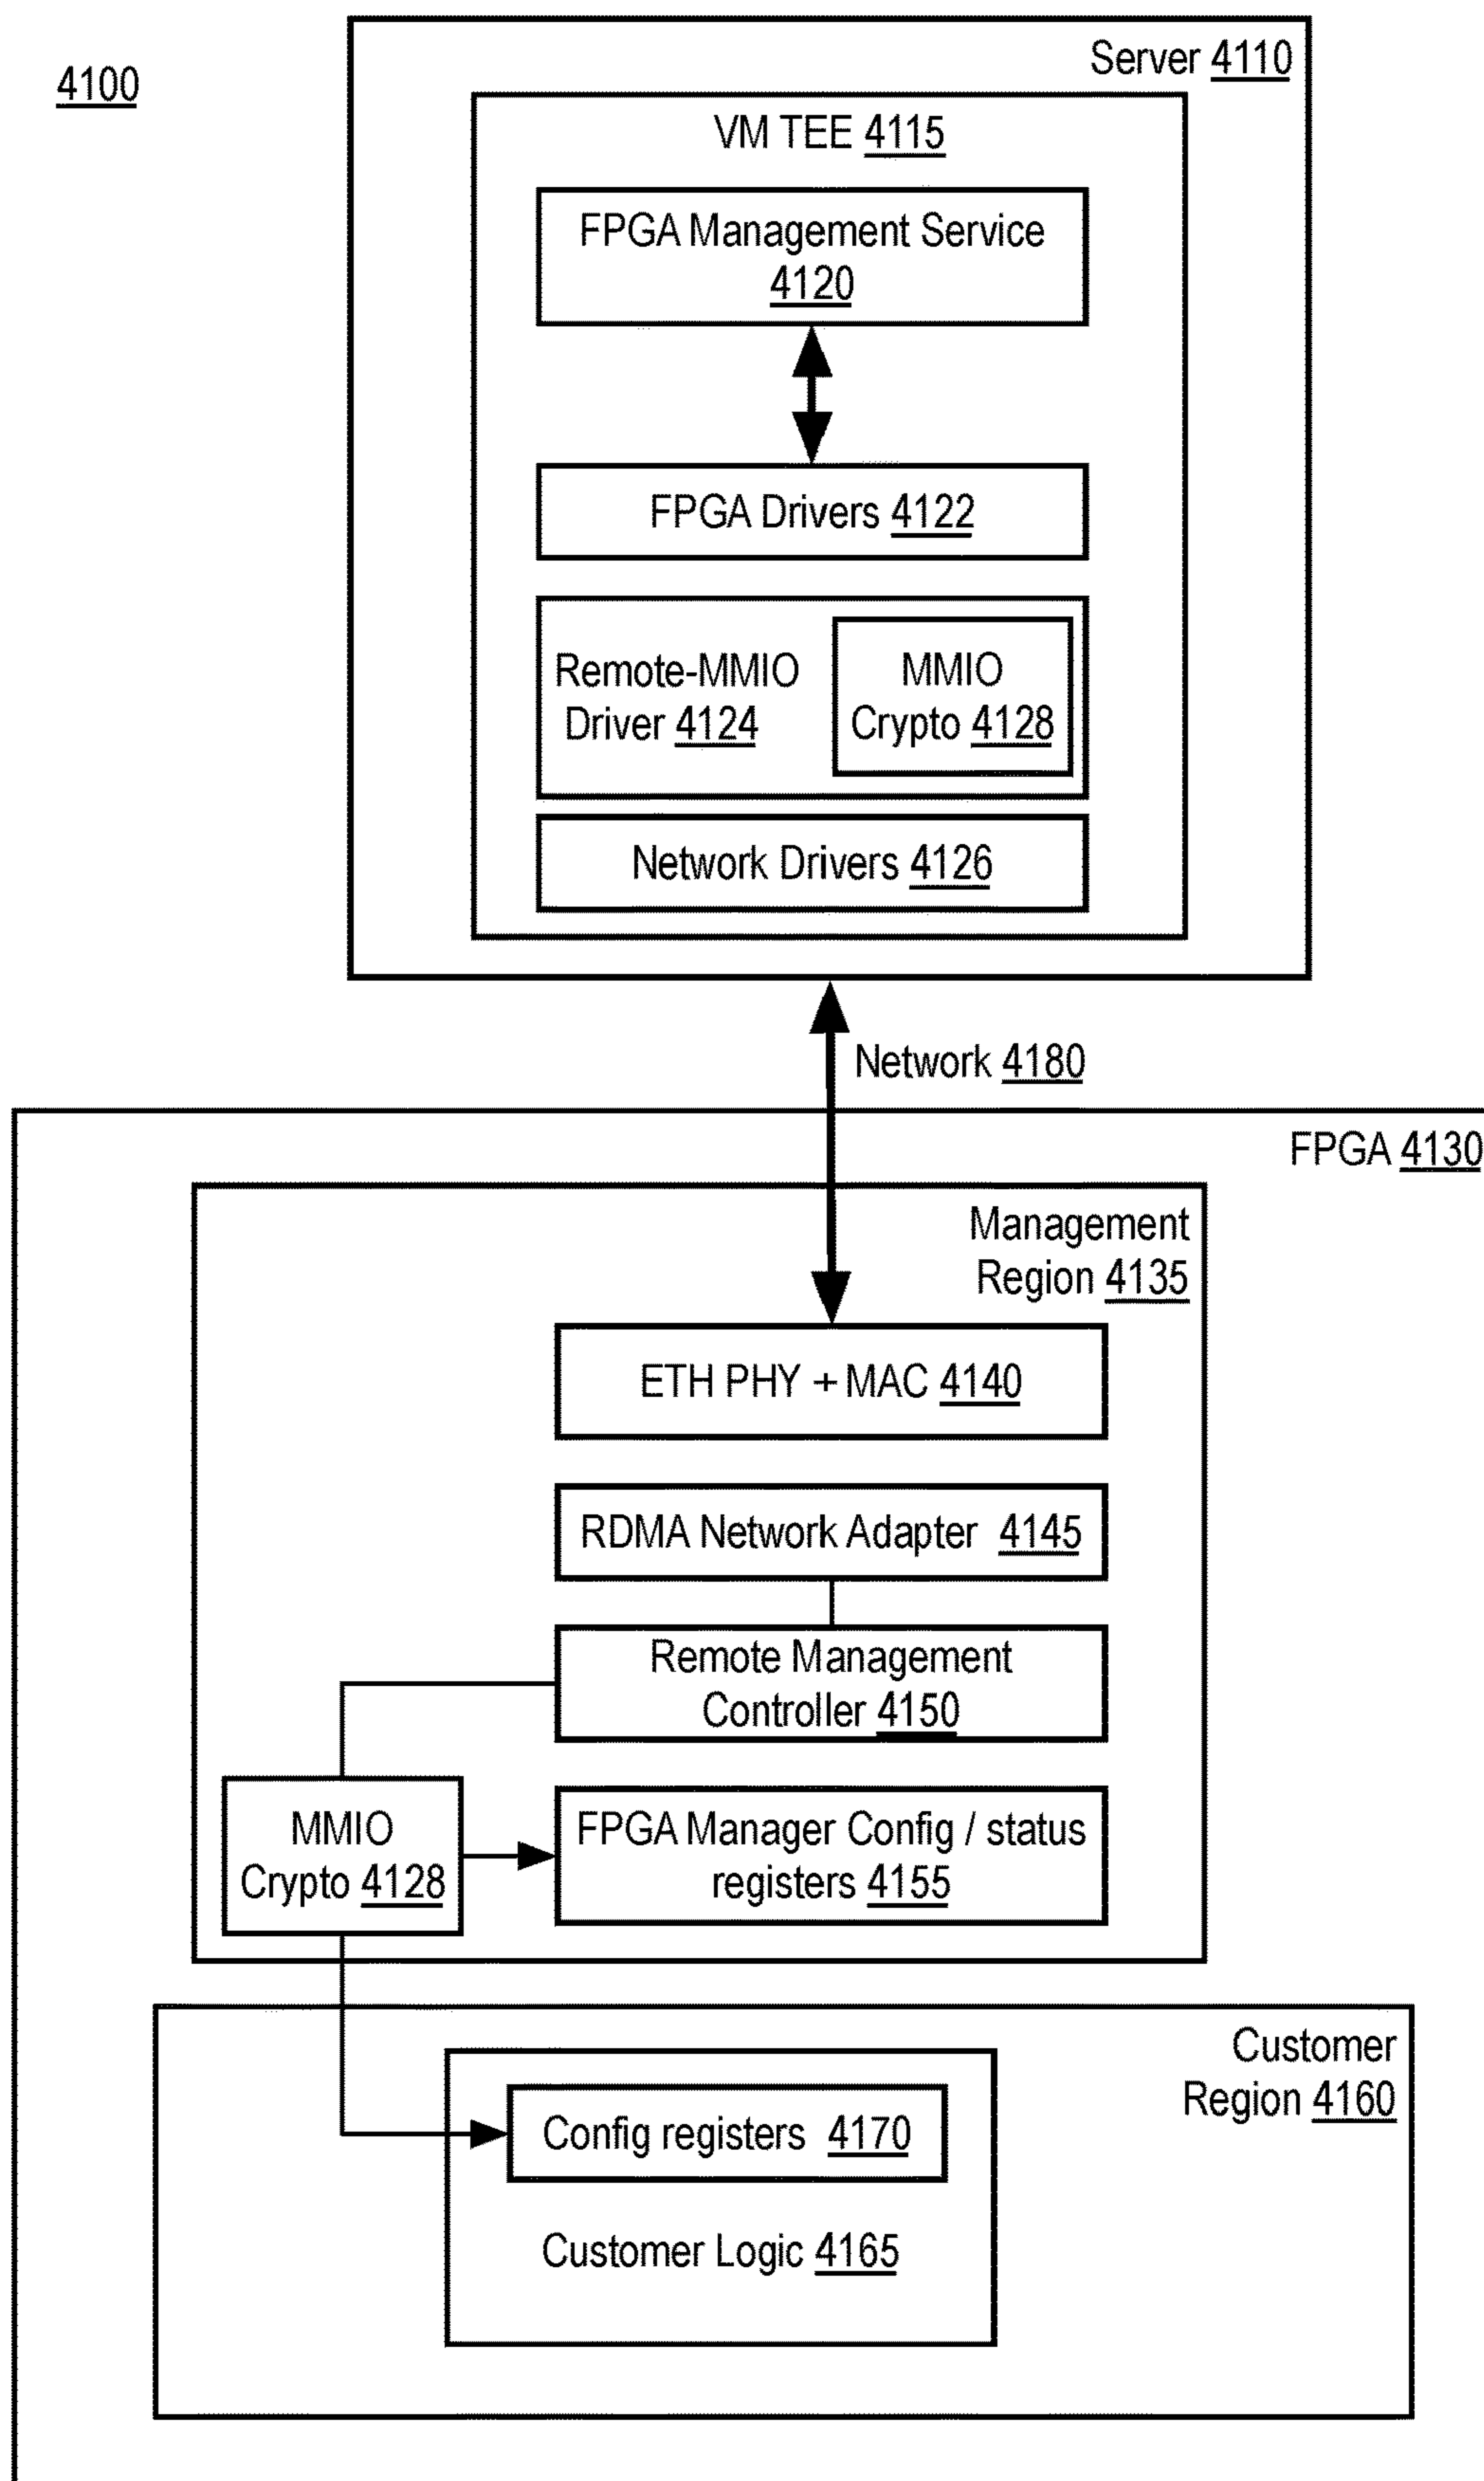 4100
Server 4110
VM TEE 4115
FPGA Management Service
4120
FPGA Drivers 4122
Remote-MMIO
Driver 4124
MMIO
Crypto 4128
Network Drivers 4126
Network 4180
FPGA 4130
Management
Region 4135
ETH PHY + MAC 4140
RDMA Network Adapter 4145
Remote Management
Controller 4150
MMIO
Crypto 4128
FPGA Manager Config / status
registers 4155
Customer
Region 4160
Config registers 4170
Customer Logic 4165